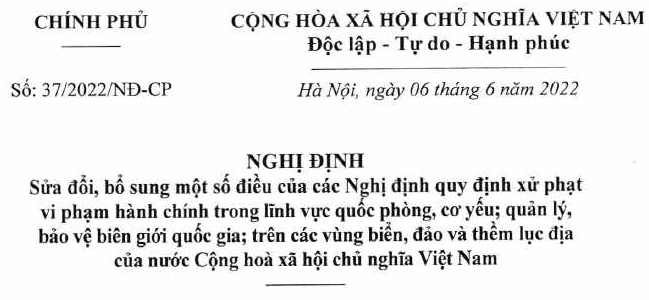 CHÍNH PHỦ
CỘNG HÒA XÃ HỘI CHỦ NGHĨA VIỆT NAM
Độc lập - Tự do - Hạnh phúc
Số: 37/2022/NĐ-CP
Hà Nội, ngày 06 tháng 6 năm 2022
NGHỊ ĐỊNH
Sửa đổi, bổ sung một số điều của các Nghị định quy định xử phạt
vi phạm hành chính trong lĩnh vực quốc phòng, cơ yếu; quản lý,
bảo vệ biên giới quốc gia; trên các vùng biển, đảo và thềm lục địa
của nước Cộng hoà xã hội chủ nghĩa Việt Nam